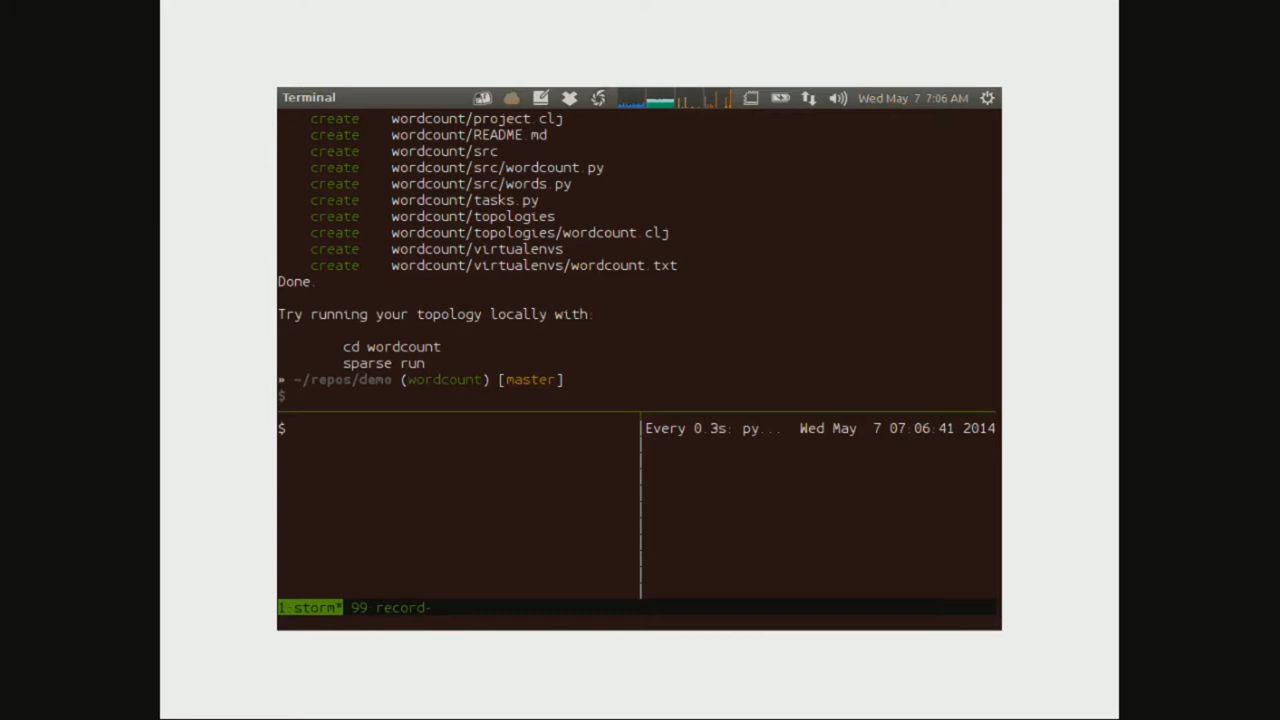 Terminal Wed May 7 7:06 AM
create wordcount/project.clj
create wordcount/README.md
create wordcount/src
create wordcount/src/wordcount.py
create wordcount/src/words.py
create wordcount/tasks.py
create wordcount/topologies
create wordcount/topologies/wordcount.clj
create wordcount/virtualenvs
create wordcount/virtualenvs/wordcount.txt
Done.
Try running your topology locally with:
cd wordcount
sparse run
» ~/repos/demo (wordcount) [master]
$
$
Every 0.3s: py... Wed May 7 07:06:41 2014
1:storm* 99 record-